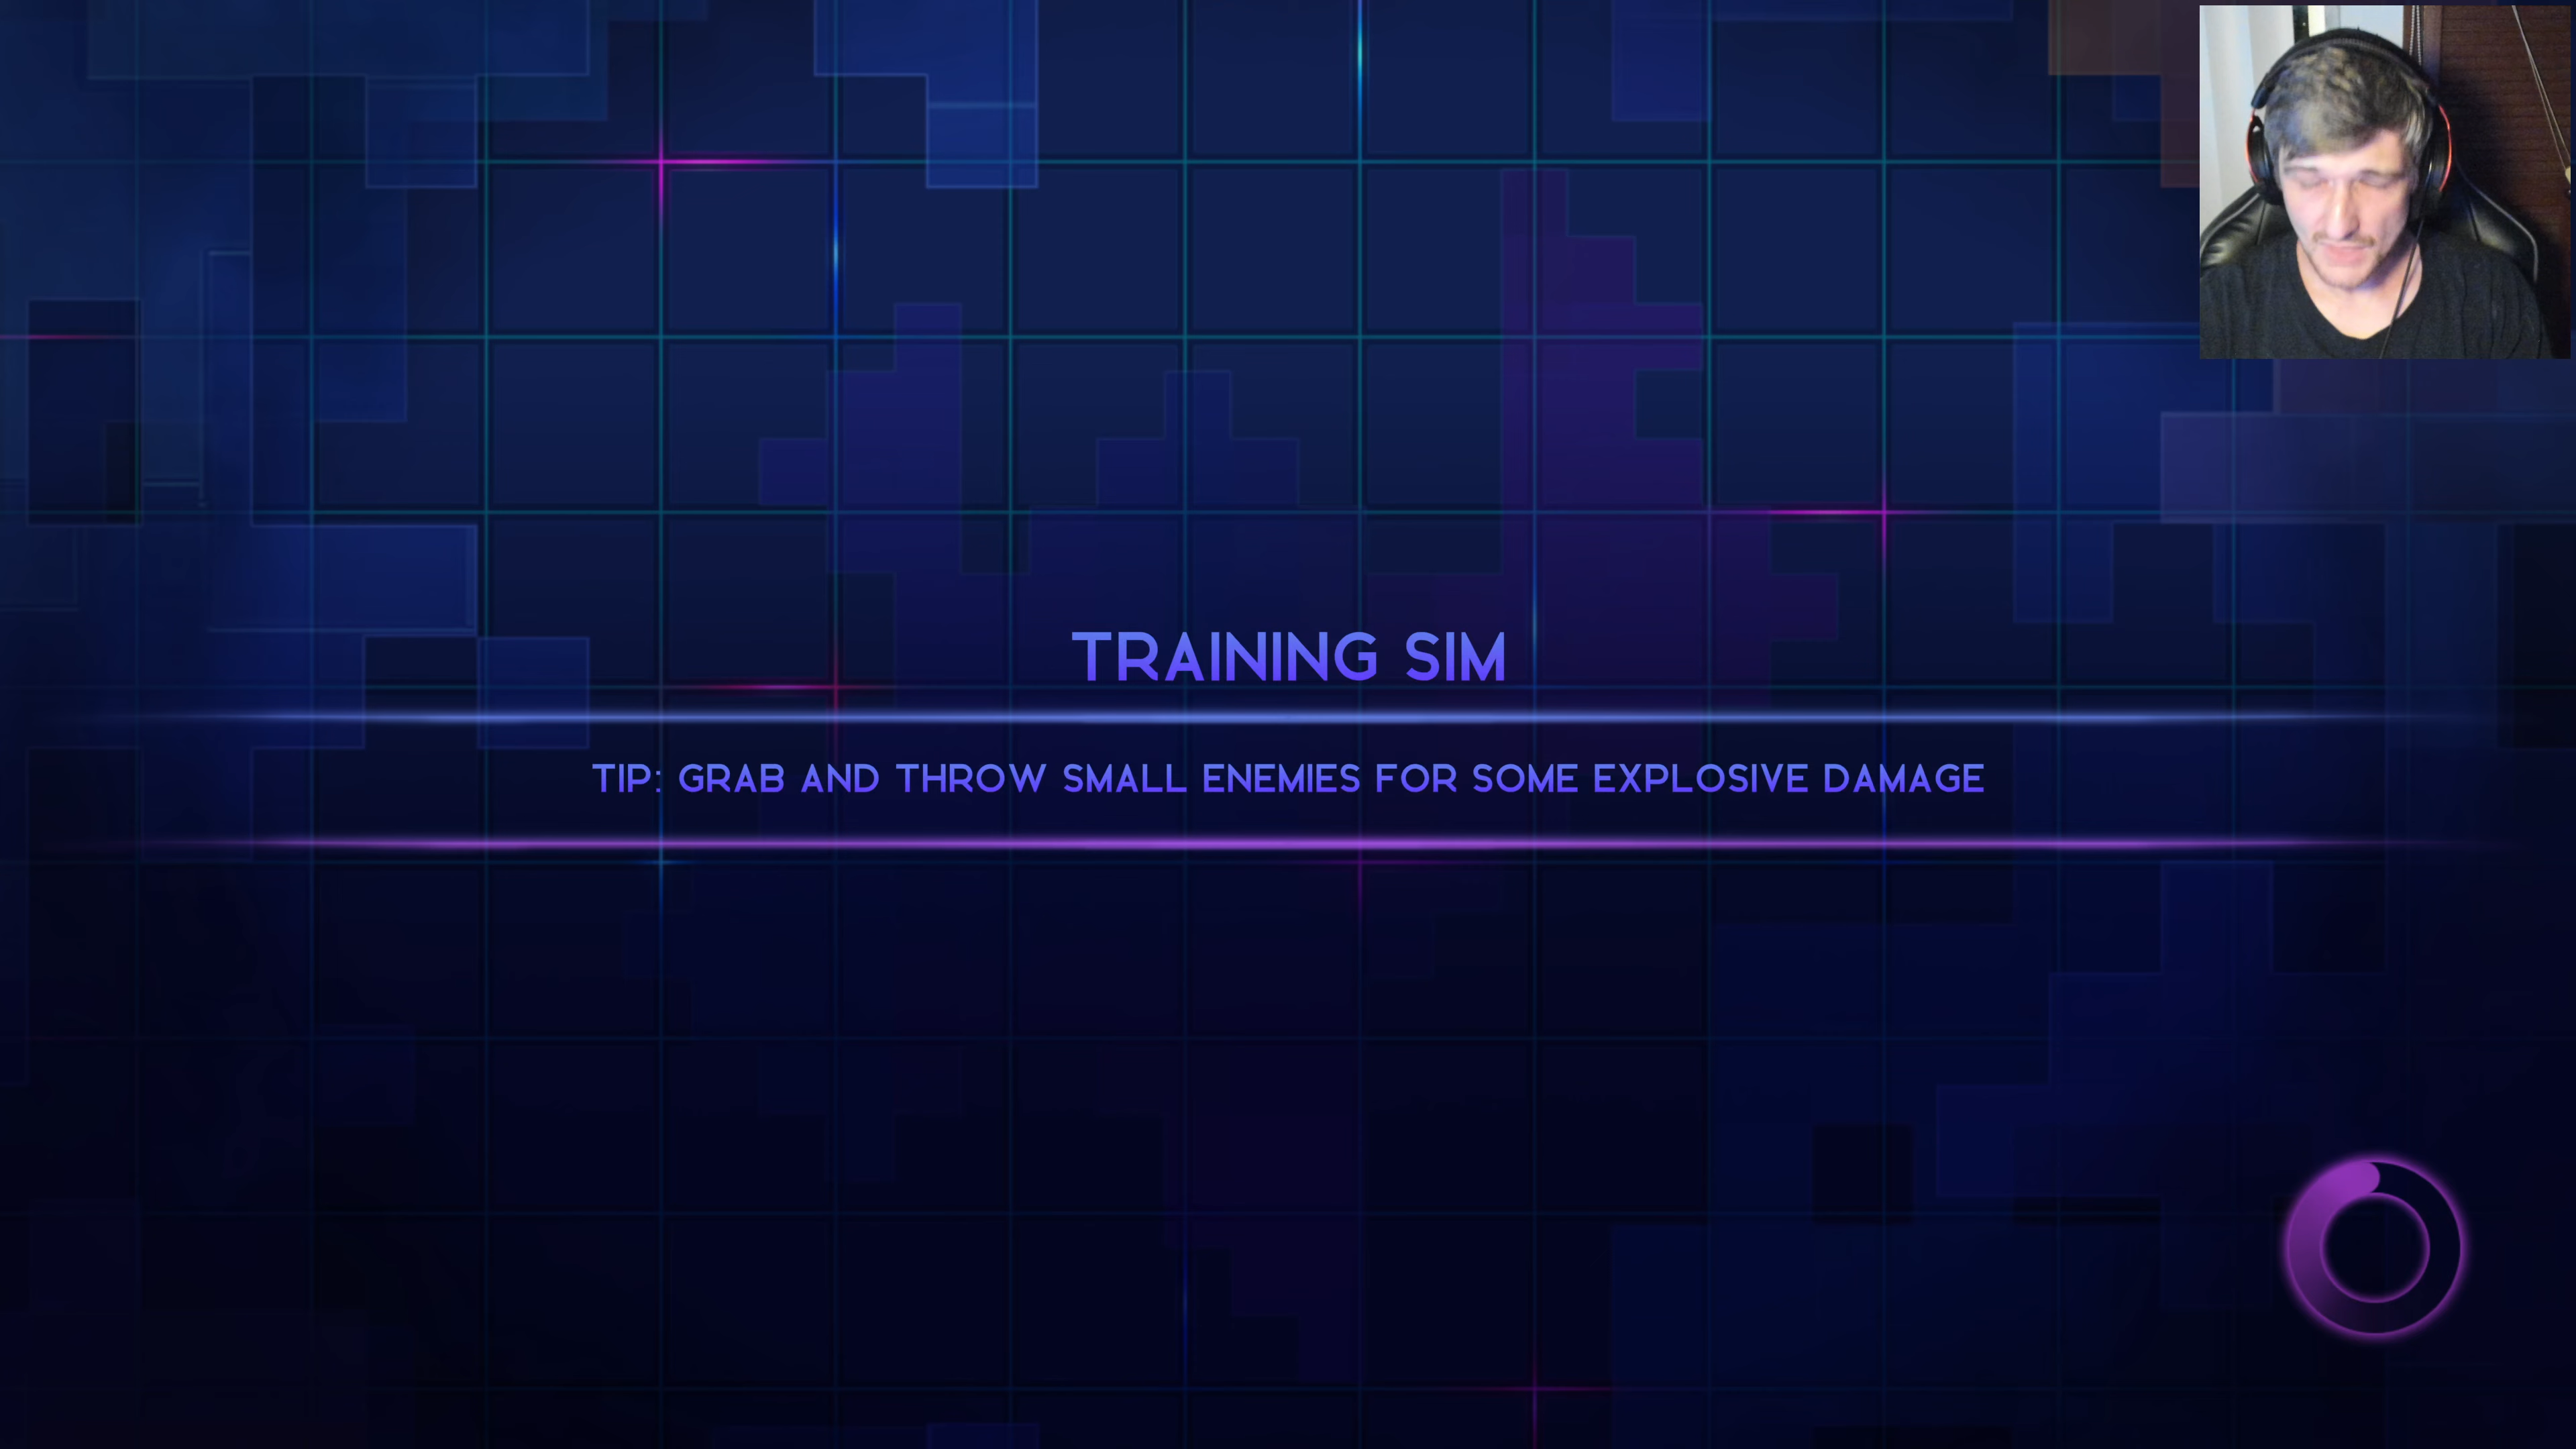 TRAINING SIM
TIP: GRAB AND THROW SMALL ENEMIES FOR SOME EXPLOSIVE DAMAGE